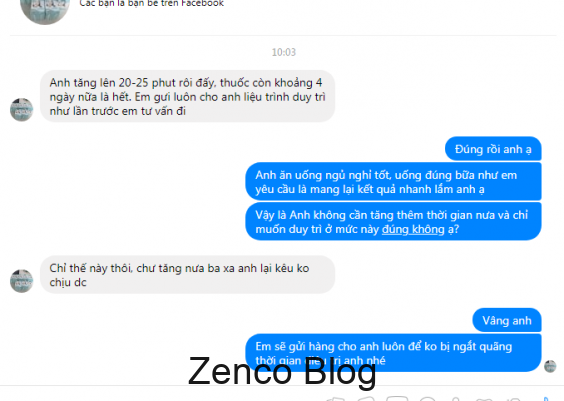 Các bạn là bạn bè trên Facebook
10:03
Anh tăng lên 20-25 phut rôi đấy, thuốc còn khoảng 4
ngày nữa là hết. Em gưi luôn cho anh liệu trình duy trì
như lần trước em tư vấn đi
Đúng rồi anh ạ
Anh ăn uống ngủ nghỉ tốt, uống đúng bữa như em
yêu cầu là mang lại kết quả nhanh lắm anh ạ
Vậy là Anh không cần tăng thêm thời gian nưa và chỉ
muốn duy trì ở mức này đúng không ạ?
Chỉ thế này thôi, chư tăng nưa bà xa anh lại kêu ko
chịu dc
Vâng anh
Em sẽ gửi hàng cho anh luôn để ko bị ngắt quãng
thời gian điều trị anh nhé
Zenco Blog